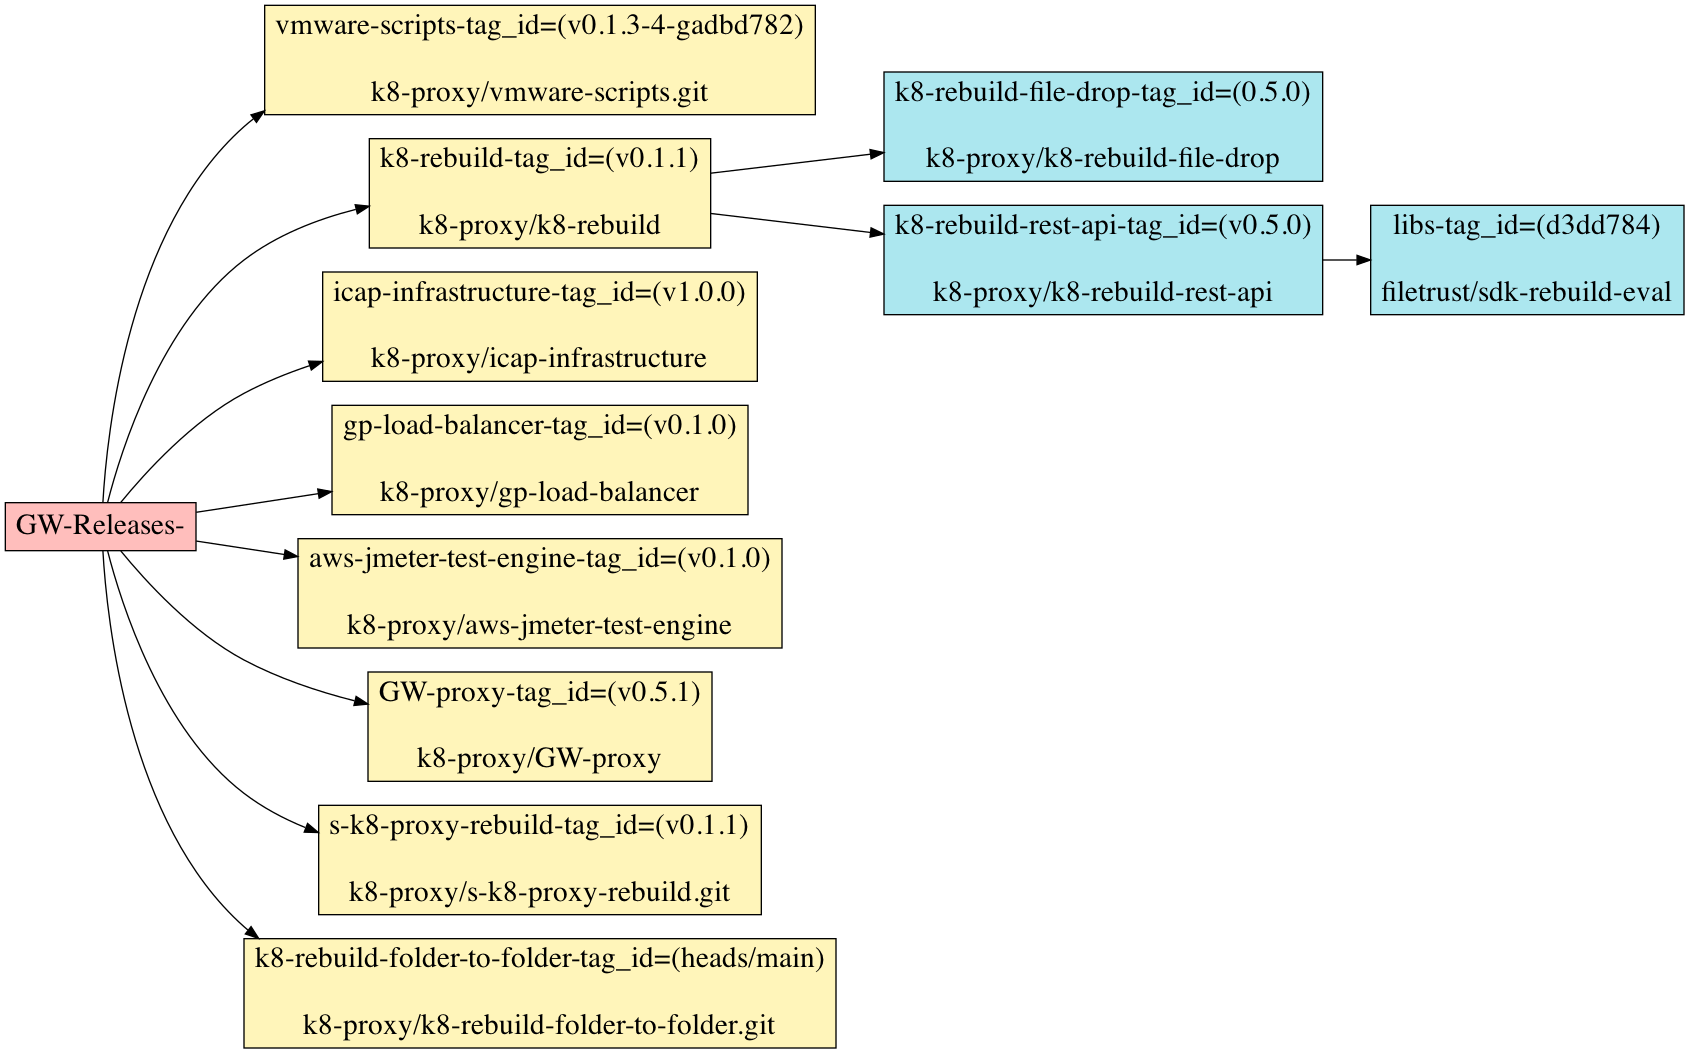 GW-Releases-
vmware-scripts-tag_id=(v0.1.3-4-gadbd782)
k8-proxy/vmware-scripts.git
k8-rebuild-tag_id=(v0.1.1)
k8-proxy/k8-rebuild
k8-rebuild-file-drop-tag_id=(0.5.0)
k8-proxy/k8-rebuild-file-drop
k8-rebuild-rest-api-tag_id=(v0.5.0)
k8-proxy/k8-rebuild-rest-api
libs-tag_id=(d3dd784)
filetrust/sdk-rebuild-eval
icap-infrastructure-tag_id=(v1.0.0)
k8-proxy/icap-infrastructure
gp-load-balancer-tag_id=(v0.1.0)
k8-proxy/gp-load-balancer
aws-jmeter-test-engine-tag_id=(v0.1.0)
k8-proxy/aws-jmeter-test-engine
GW-proxy-tag_id=(v0.5.1)
k8-proxy/GW-proxy
s-k8-proxy-rebuild-tag_id=(v0.1.1)
k8-proxy/s-k8-proxy-rebuild.git
k8-rebuild-folder-to-folder-tag_id=(heads/main)
k8-proxy/k8-rebuild-folder-to-folder.git